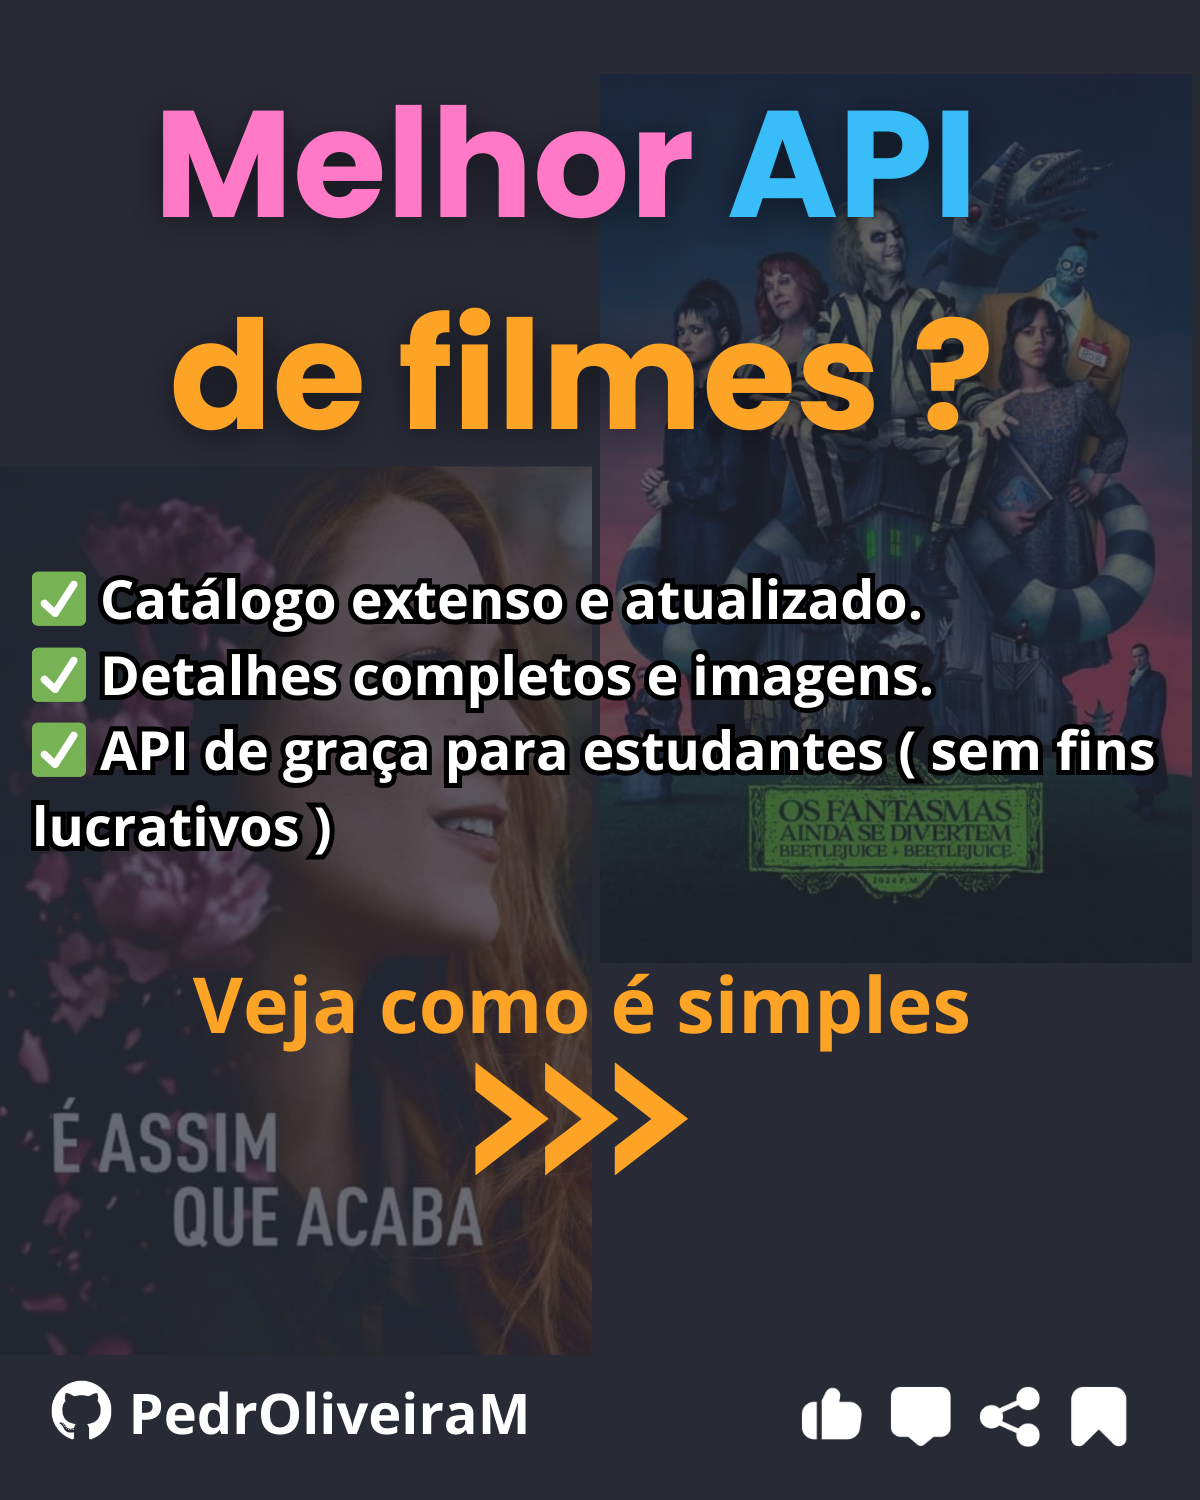 Melhor API
de filmes ?
✅ Catálogo extenso e atualizado.
✅ Detalhes completos e imagens.
✅ API de graça para estudantes ( sem fins
lucrativos )
OS FANTASMAS
AINDA SE DIVERTEM
BEETLEJUICE + BEETLEJUICE
Veja como é simples
É ASSIM
QUE ACABA
PedrOliveiraM